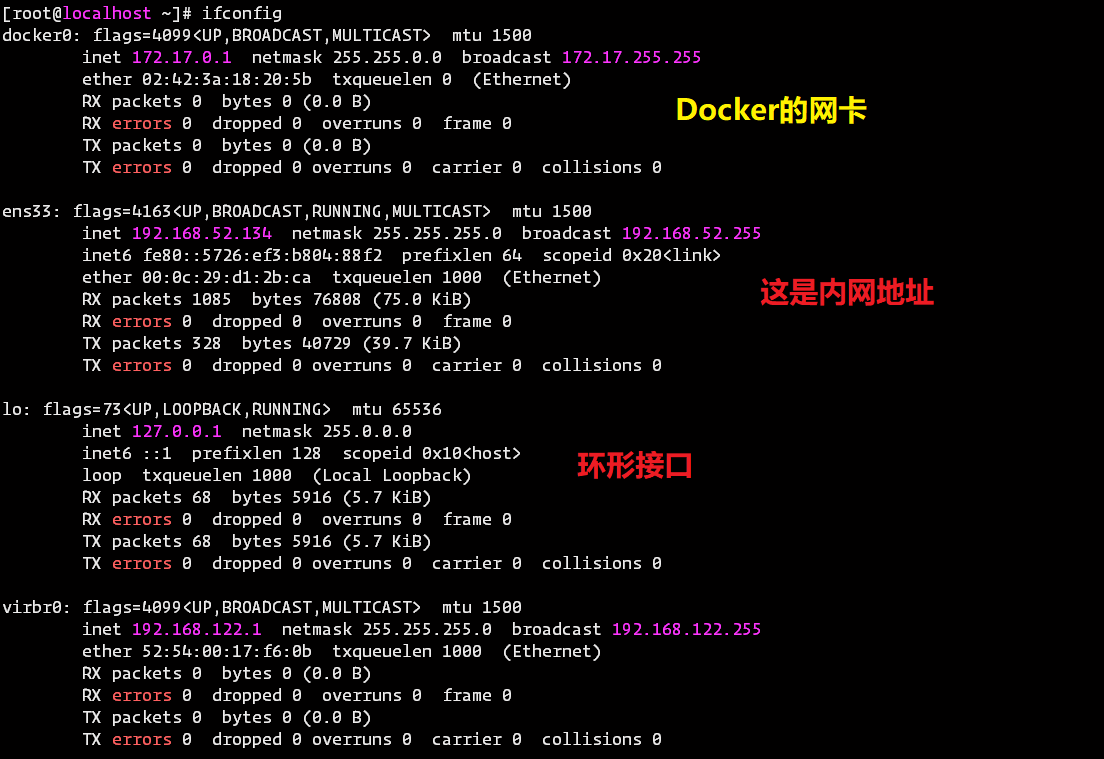 [root@localhost ~]# ifconfig
docker0: flags=4099<UP,BROADCAST,MULTICAST>  mtu 1500
        inet 172.17.0.1  netmask 255.255.0.0  broadcast 172.17.255.255
        ether 02:42:3a:18:20:5b  txqueuelen 0  (Ethernet)
        RX packets 0  bytes 0 (0.0 B)
Docker的网卡
        RX errors 0  dropped 0  overruns 0  frame 0
        TX packets 0  bytes 0 (0.0 B)
        TX errors 0  dropped 0 overruns 0  carrier 0  collisions 0

ens33: flags=4163<UP,BROADCAST,RUNNING,MULTICAST>  mtu 1500
        inet 192.168.52.134  netmask 255.255.255.0  broadcast 192.168.52.255
        inet6 fe80::5726:ef3:b804:88f2  prefixlen 64  scopeid 0x20<link>
        ether 00:0c:29:d1:2b:ca  txqueuelen 1000  (Ethernet)
这是内网地址
        RX packets 1085  bytes 76808 (75.0 KiB)
        RX errors 0  dropped 0  overruns 0  frame 0
        TX packets 328  bytes 40729 (39.7 KiB)
        TX errors 0  dropped 0 overruns 0  carrier 0  collisions 0

lo: flags=73<UP,LOOPBACK,RUNNING>  mtu 65536
        inet 127.0.0.1  netmask 255.0.0.0
        inet6 ::1  prefixlen 128  scopeid 0x10<host>
环形接口
        loop  txqueuelen 1000  (Local Loopback)
        RX packets 68  bytes 5916 (5.7 KiB)
        RX errors 0  dropped 0  overruns 0  frame 0
        TX packets 68  bytes 5916 (5.7 KiB)
        TX errors 0  dropped 0 overruns 0  carrier 0  collisions 0

virbr0: flags=4099<UP,BROADCAST,MULTICAST>  mtu 1500
        inet 192.168.122.1  netmask 255.255.255.0  broadcast 192.168.122.255
        ether 52:54:00:17:f6:0b  txqueuelen 1000  (Ethernet)
        RX packets 0  bytes 0 (0.0 B)
        RX errors 0  dropped 0  overruns 0  frame 0
        TX packets 0  bytes 0 (0.0 B)
        TX errors 0  dropped 0 overruns 0  carrier 0  collisions 0